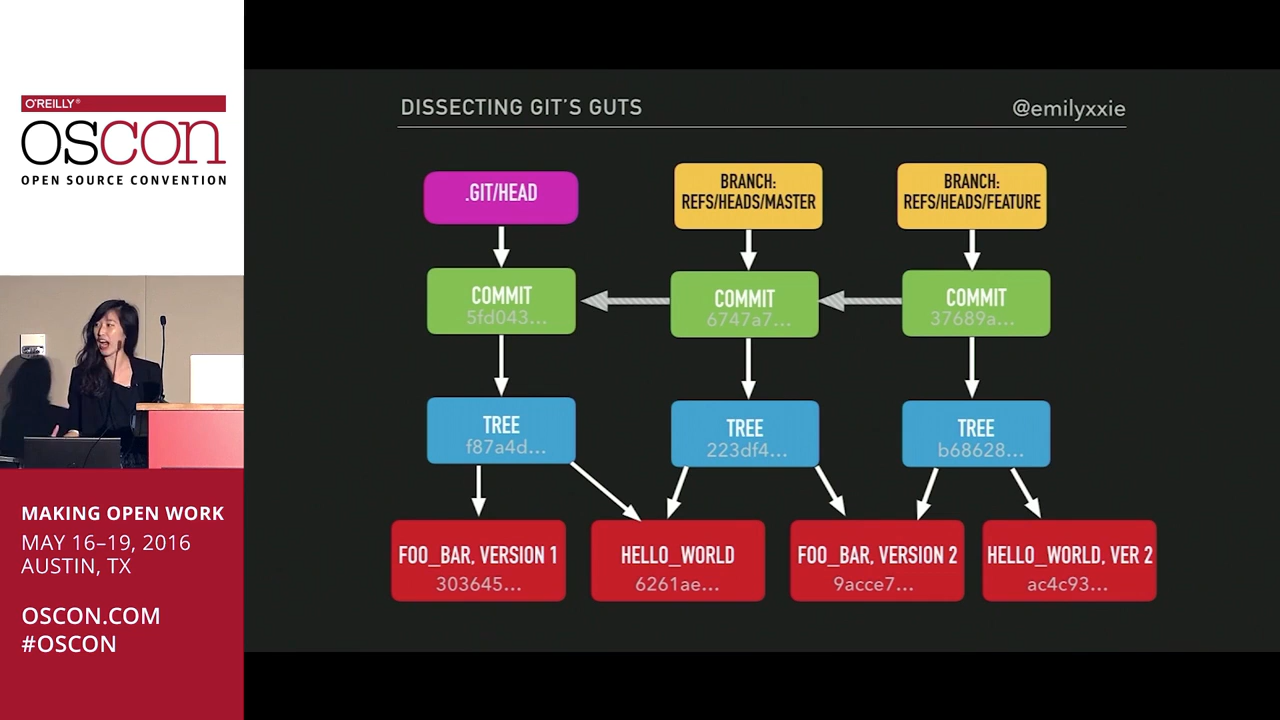 O'REILLY®
OSCON
OPEN SOURCE CONVENTION
MAKING OPEN WORK
MAY 16–19, 2016
AUSTIN, TX
OSCON.COM
#OSCON
DISSECTING GIT'S GUTS
@emilyxxie
.GIT/HEAD
BRANCH:
REFS/HEADS/MASTER
BRANCH:
REFS/HEADS/FEATURE
COMMIT
5fd043...
COMMIT
6747a7...
COMMIT
37689a...
TREE
f87a4d...
TREE
223df4...
TREE
b68628...
FOO_BAR, VERSION 1
303645...
HELLO_WORLD
6261ae...
FOO_BAR, VERSION 2
9acce7...
HELLO_WORLD, VER 2
ac4c93...